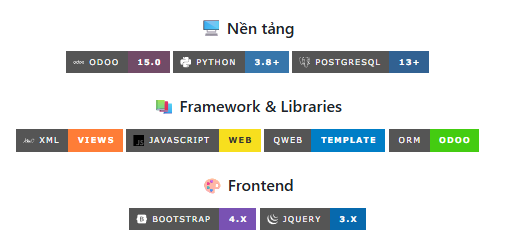 Nền tảng
ODOO 15.0 PYTHON 3.8+ POSTGRESQL 13+
Framework & Libraries
XML VIEWS JAVASCRIPT WEB QWEB TEMPLATE ORM ODOO
Frontend
BOOTSTRAP 4.X JQUERY 3.X